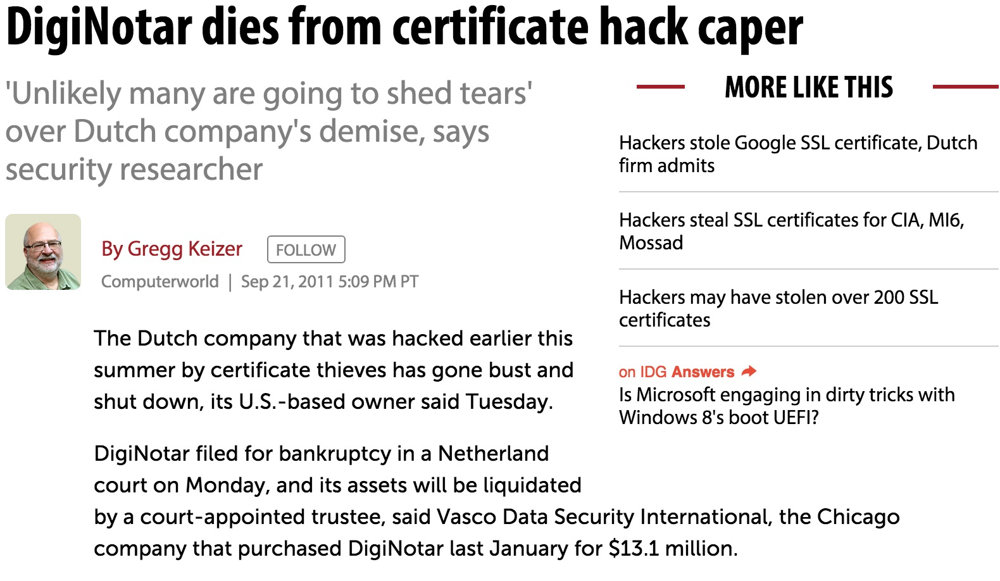 DigiNotar dies from certificate hack caper
'Unlikely many are going to shed tears'
over Dutch company's demise, says
security researcher
By Gregg Keizer FOLLOW
Computerworld | Sep 21, 2011 5:09 PM PT
The Dutch company that was hacked earlier this
summer by certificate thieves has gone bust and
shut down, its U.S.-based owner said Tuesday.
DigiNotar filed for bankruptcy in a Netherland
court on Monday, and its assets will be liquidated
by a court-appointed trustee, said Vasco Data Security International, the Chicago
company that purchased DigiNotar last January for $13.1 million.
MORE LIKE THIS
Hackers stole Google SSL certificate, Dutch
firm admits
Hackers steal SSL certificates for CIA, MI6,
Mossad
Hackers may have stolen over 200 SSL
certificates
on IDG Answers
Is Microsoft engaging in dirty tricks with
Windows 8's boot UEFI?